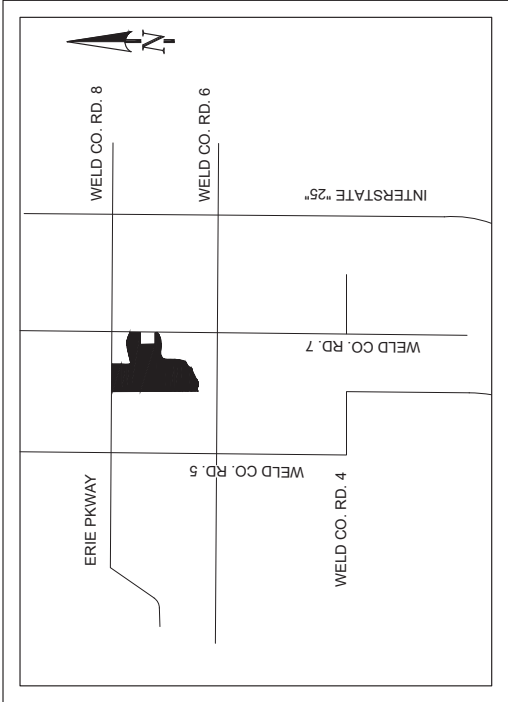 N
WELD CO. RD. 8
WELD CO. RD. 6
INTERSTATE "25"
WELD CO. RD. 7
WELD CO. RD. 5
ERIE PKWAY
WELD CO. RD. 4